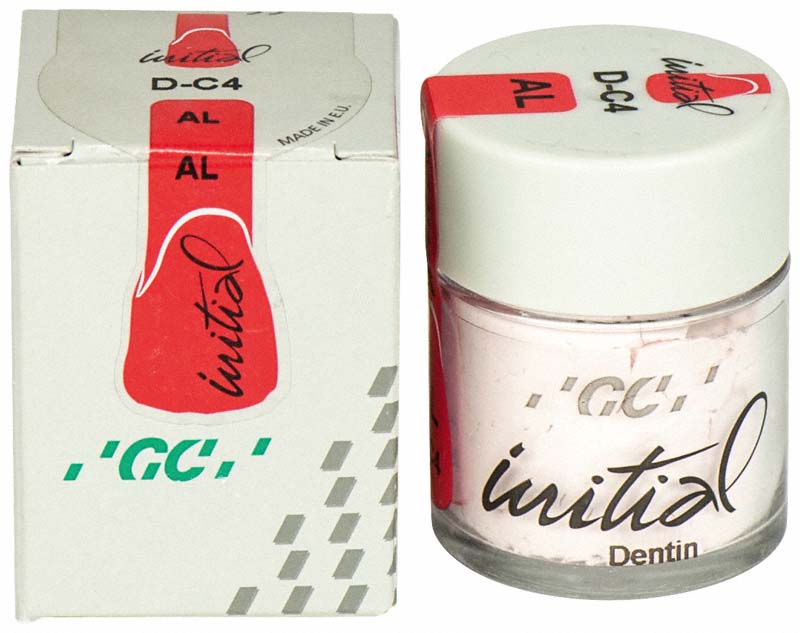 initial
D-C4
AL
MADE IN E.U.
AL
initial
GC
AL
D-C4
initial
GC
initial
Dentin